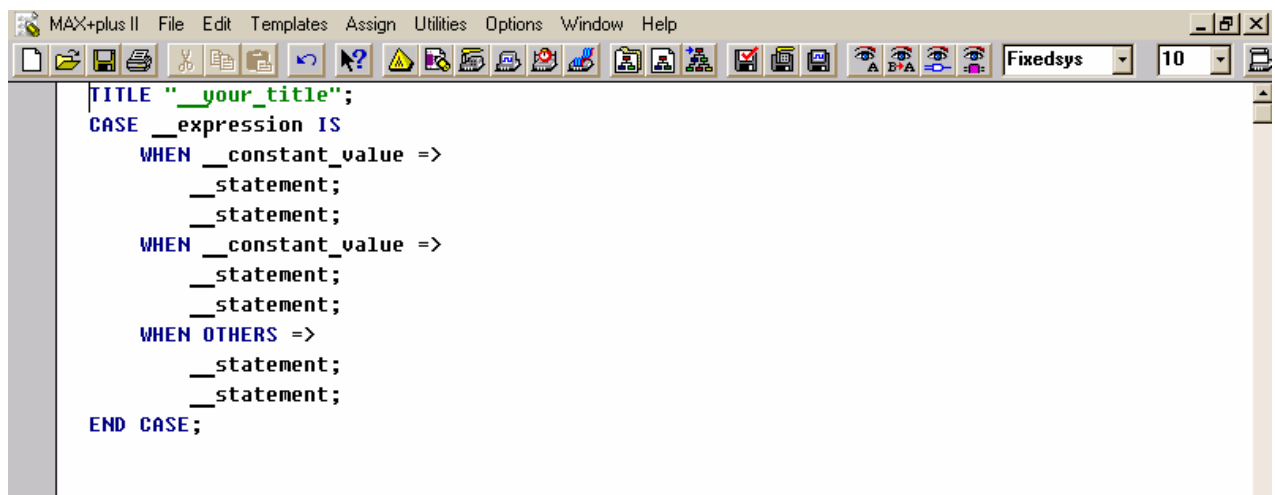 MAX+plus II File Edit Templates Assign Utilities Options Window Help
Fixedsys 10
TITLE "__your_title";
CASE __expression IS
    WHEN __constant_value =>
        __statement;
        __statement;
    WHEN __constant_value =>
        __statement;
        __statement;
    WHEN OTHERS =>
        __statement;
        __statement;
END CASE;